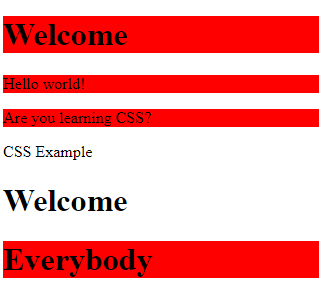 Welcome
Hello world!
Are you learning CSS?
CSS Example
Welcome
Everybody